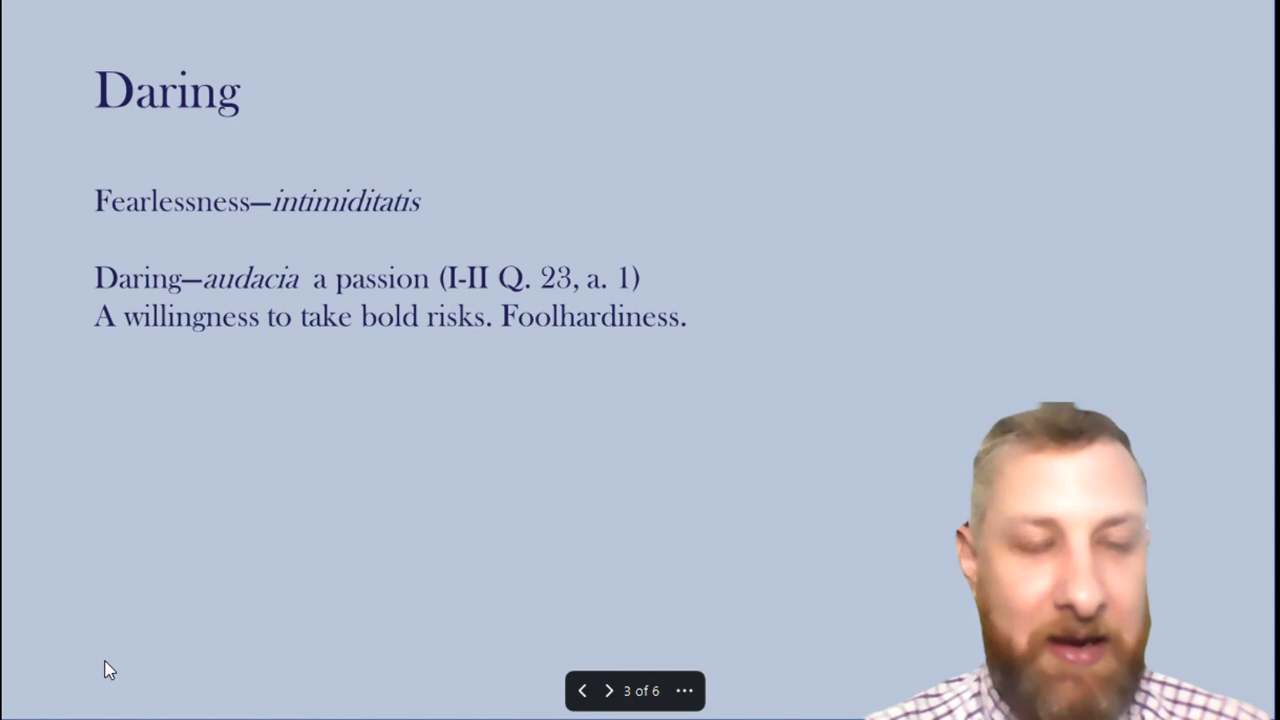 Daring
Fearlessness—intimiditatis
Daring—audacia a passion (I-II Q. 23, a. 1)
A willingness to take bold risks. Foolhardiness.
3 of 6